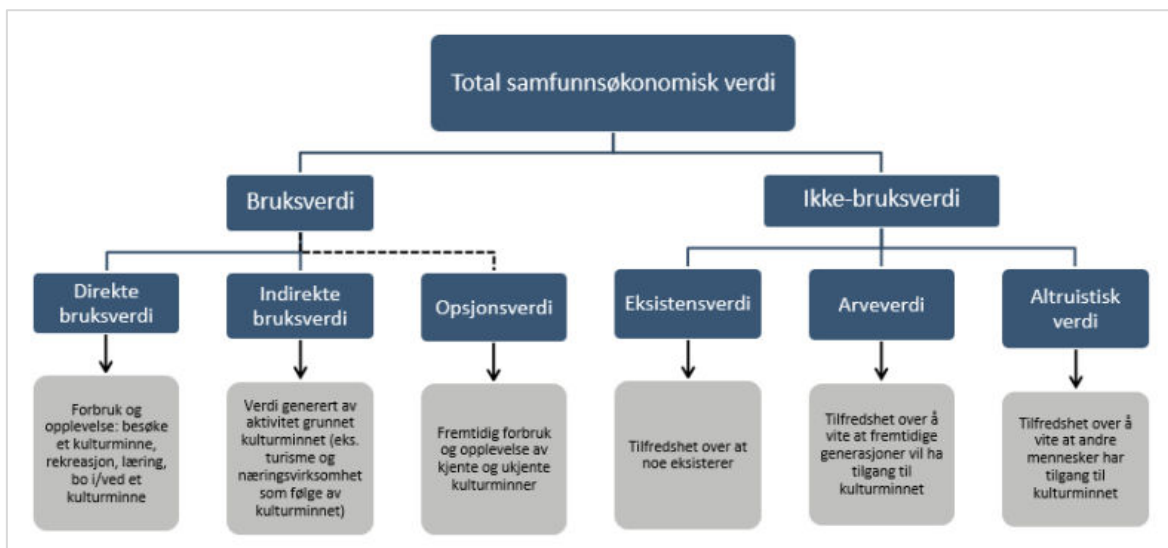 Total samfunnsøkonomisk verdi
Bruksverdi
Ikke-bruksverdi
Direkte
bruksverdi
Indirekte
bruksverdi
Opsjonsverdi
Eksistensverdi
Arveverdi
Altruistisk
verdi
Forbruk og
opplevelse: besøke
et kulturminne,
rekreasjon, læring,
bo i/ved et
kulturminne
Verdi generert av
aktivitet grunnet
kulturminnet (eks.
turisme og
næringsvirksomhet
som følge av
kulturminnet)
Fremtidig forbruk
og opplevelse av
kjente og ukjente
kulturminner
Tilfredshet over at
noe eksisterer
Tilfredshet over å
vite at fremtidige
generasjoner vil ha
tilgang til
kulturminnet
Tilfredshet over å
vite at andre
mennesker har
tilgang til
kulturminnet